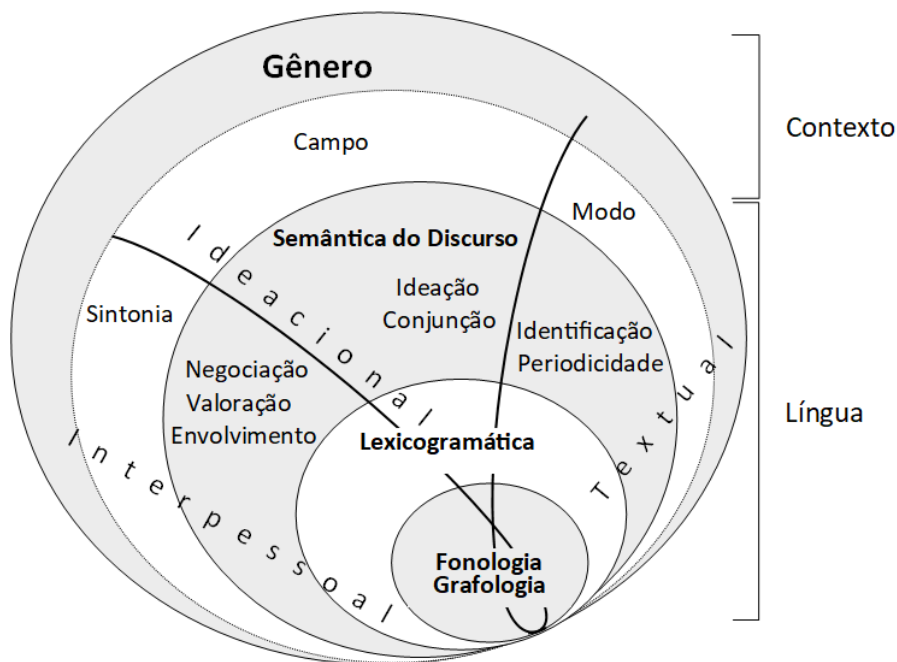 Gênero
Contexto
Campo
Modo
Ideacional
Semântica do Discurso
Ideação
Conjunção
Sintonia
Identificação
Periodicidade
Negociação
Valoração
Envolvimento
Língua
Textual
Lexicogramática
Interpessoal
Fonologia
Grafologia